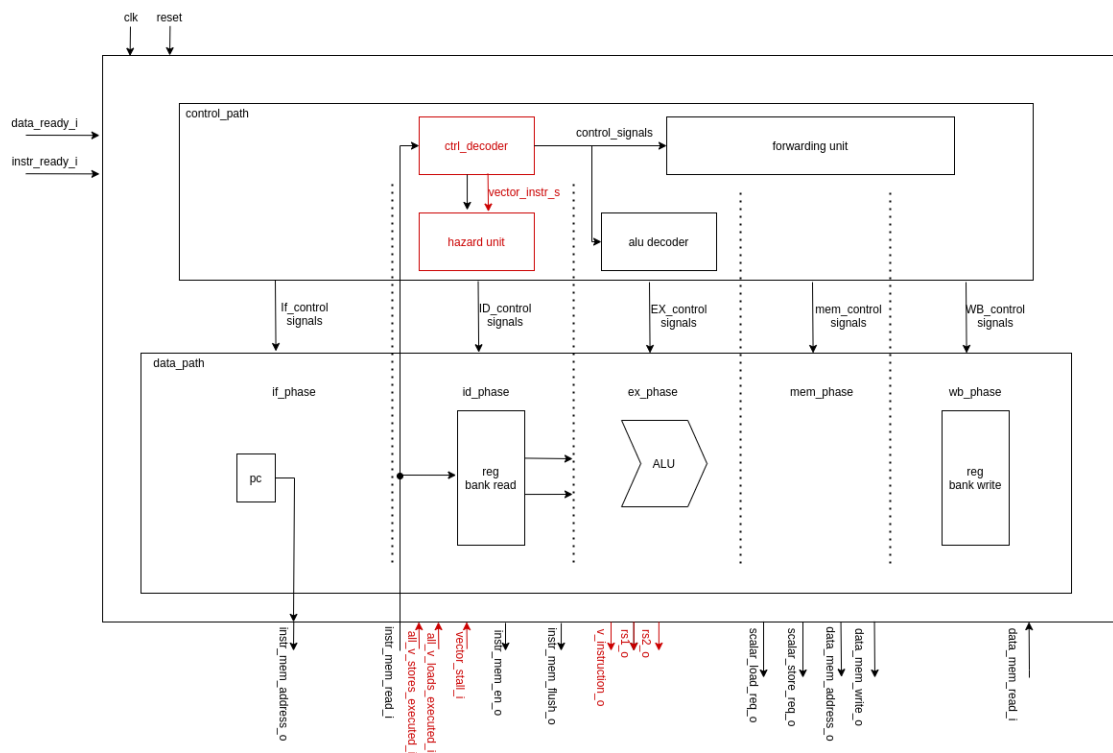 clk
reset
data_ready_i
instr_ready_i
control_path
ctrl_decoder
control_signals
forwarding unit
vector_instr_s
hazard unit
alu decoder
If_control
signals
ID_control
signals
EX_control
signals
mem_control
signals
WB_control
signals
data_path
if_phase
id_phase
ex_phase
mem_phase
wb_phase
pc
reg
bank read
ALU
reg
bank write
instr_mem_address_o
instr_mem_read_i
all_v_stores_executed_i
all_v_loads_executed_i
vector_stall_i
instr_mem_en_o
instr_mem_flush_o
v_instruction_o
rs1_o
rs2_o
scalar_load_req_o
scalar_store_req_o
data_mem_address_o
data_mem_write_o
data_mem_read_i